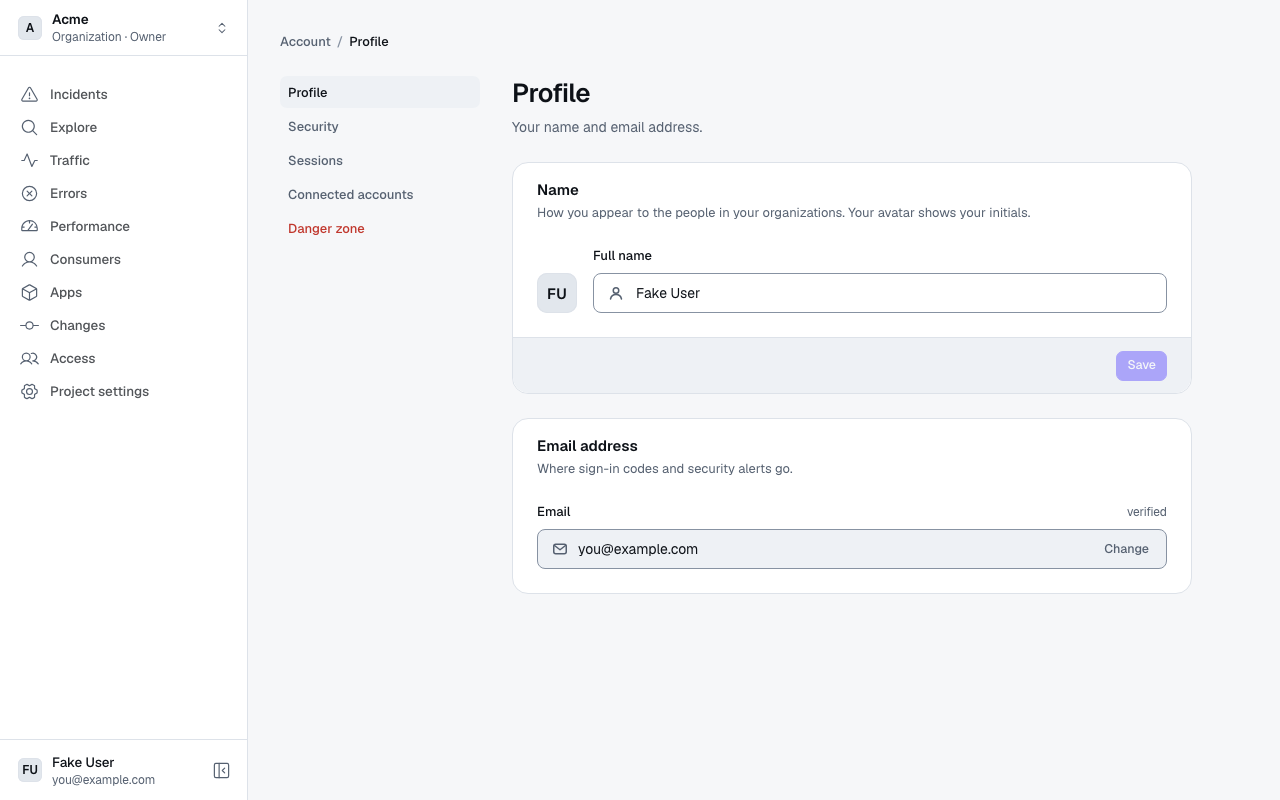 A
Acme
Organization · Owner
Incidents
Explore
Traffic
Errors
Performance
Consumers
Apps
Changes
Access
Project settings
FU
Fake User
you@example.com
Account / Profile
Profile
Security
Sessions
Connected accounts
Danger zone
Profile
Your name and email address.
Name
How you appear to the people in your organizations. Your avatar shows your initials.
Full name
FU
Fake User
Save
Email address
Where sign-in codes and security alerts go.
Email
verified
you@example.com
Change